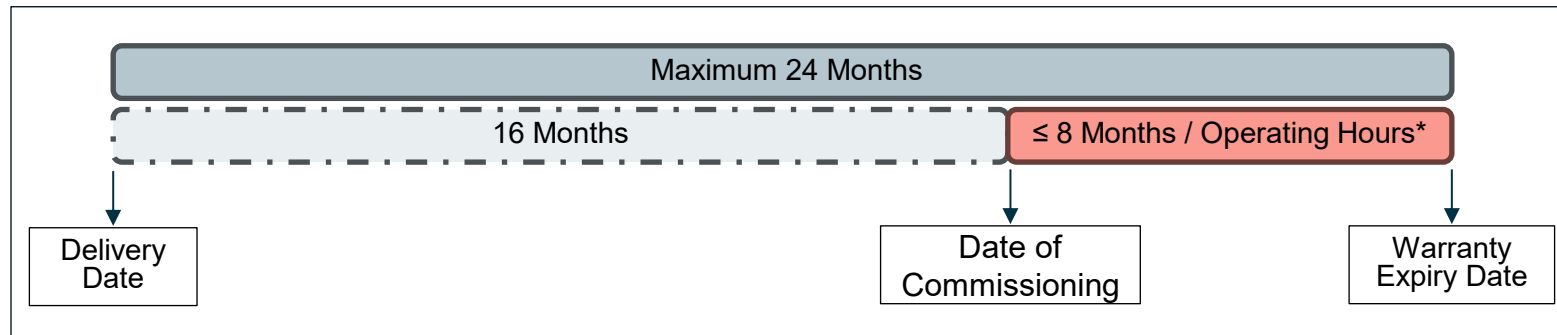 Maximum 24 Months
16 Months
≤ 8 Months / Operating Hours*
Delivery
Date
Date of
Commissioning
Warranty
Expiry Date